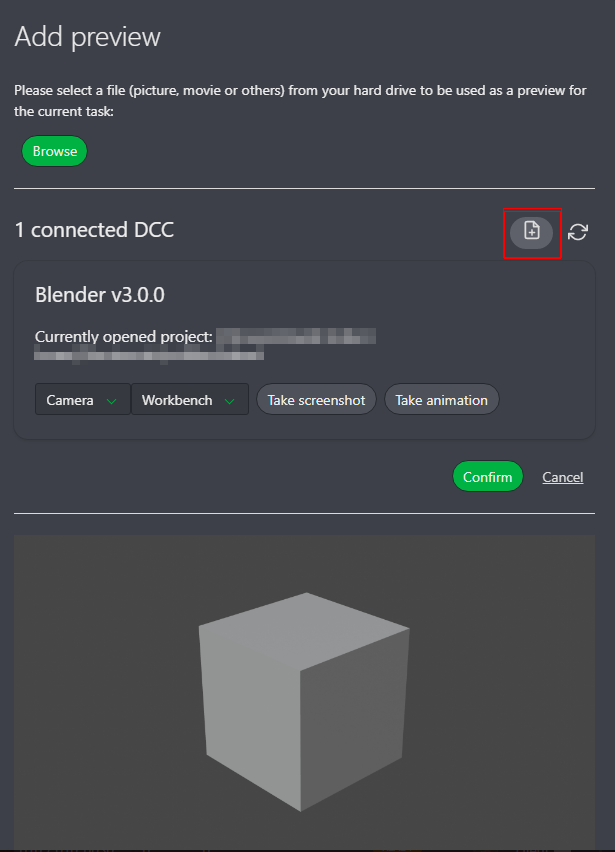 Add preview
Please select a file (picture, movie or others) from your hard drive to be used as a preview for
the current task:
Browse
1 connected DCC
Blender v3.0.0
Currently opened project:
Camera Workbench Take screenshot Take animation
Confirm Cancel